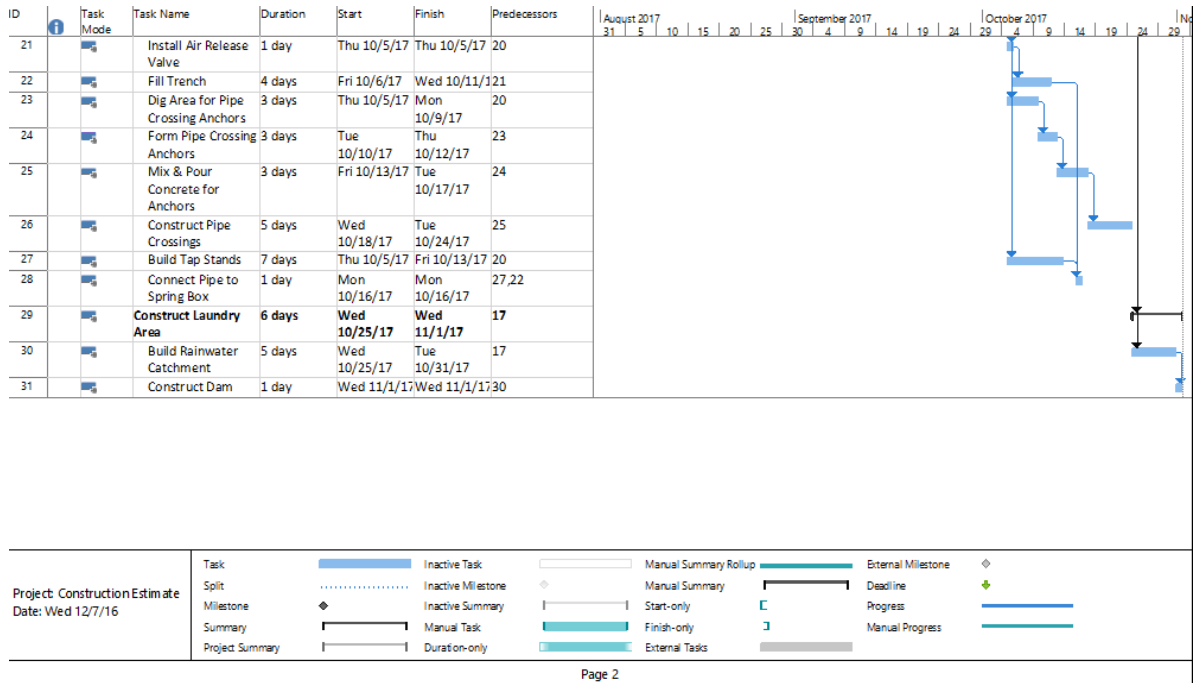 ID Task Mode Task Name Duration Start Finish Predecessors August 2017 September 2017 October 2017
31 5 10 15 20 25 30 4 9 14 19 24 29 4 9 14 19 24 29
21 Install Air Release Valve 1 day Thu 10/5/17 Thu 10/5/17 20
22 Fill Trench 4 days Fri 10/6/17 Wed 10/11/1 21
23 Dig Area for Pipe Crossing Anchors 3 days Thu 10/5/17 Mon 10/9/17 20
24 Form Pipe Crossing Anchors 3 days Tue 10/10/17 Thu 10/12/17 23
25 Mix & Pour Concrete for Anchors 3 days Fri 10/13/17 Tue 10/17/17 24
26 Construct Pipe Crossings 5 days Wed 10/18/17 Tue 10/24/17 25
27 Build Tap Stands 7 days Thu 10/5/17 Fri 10/13/17 20
28 Connect Pipe to Spring Box 1 day Mon 10/16/17 Mon 10/16/17 27,22
29 Construct Laundry Area 6 days Wed 10/25/17 Wed 11/1/17 17
30 Build Rainwater Catchment 5 days Wed 10/25/17 Tue 10/31/17 17
31 Construct Dam 1 day Wed 11/1/17 Wed 11/1/17 30
Project: Construction Estimate
Date: Wed 12/7/16
Task Inactive Task Manual Summary Rollup External Milestone
Split Inactive Milestone Manual Summary Deadline
Milestone Inactive Summary Start-only Progress
Summary Manual Task Finish-only Manual Progress
Project Summary Duration-only External Tasks
Page 2